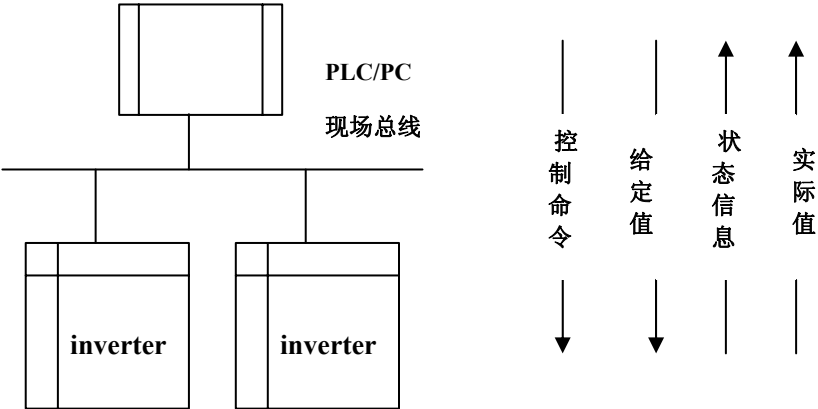 PLC/PC
现场总线
inverter
inverter
控制命令
给定值
状态信息
实际值